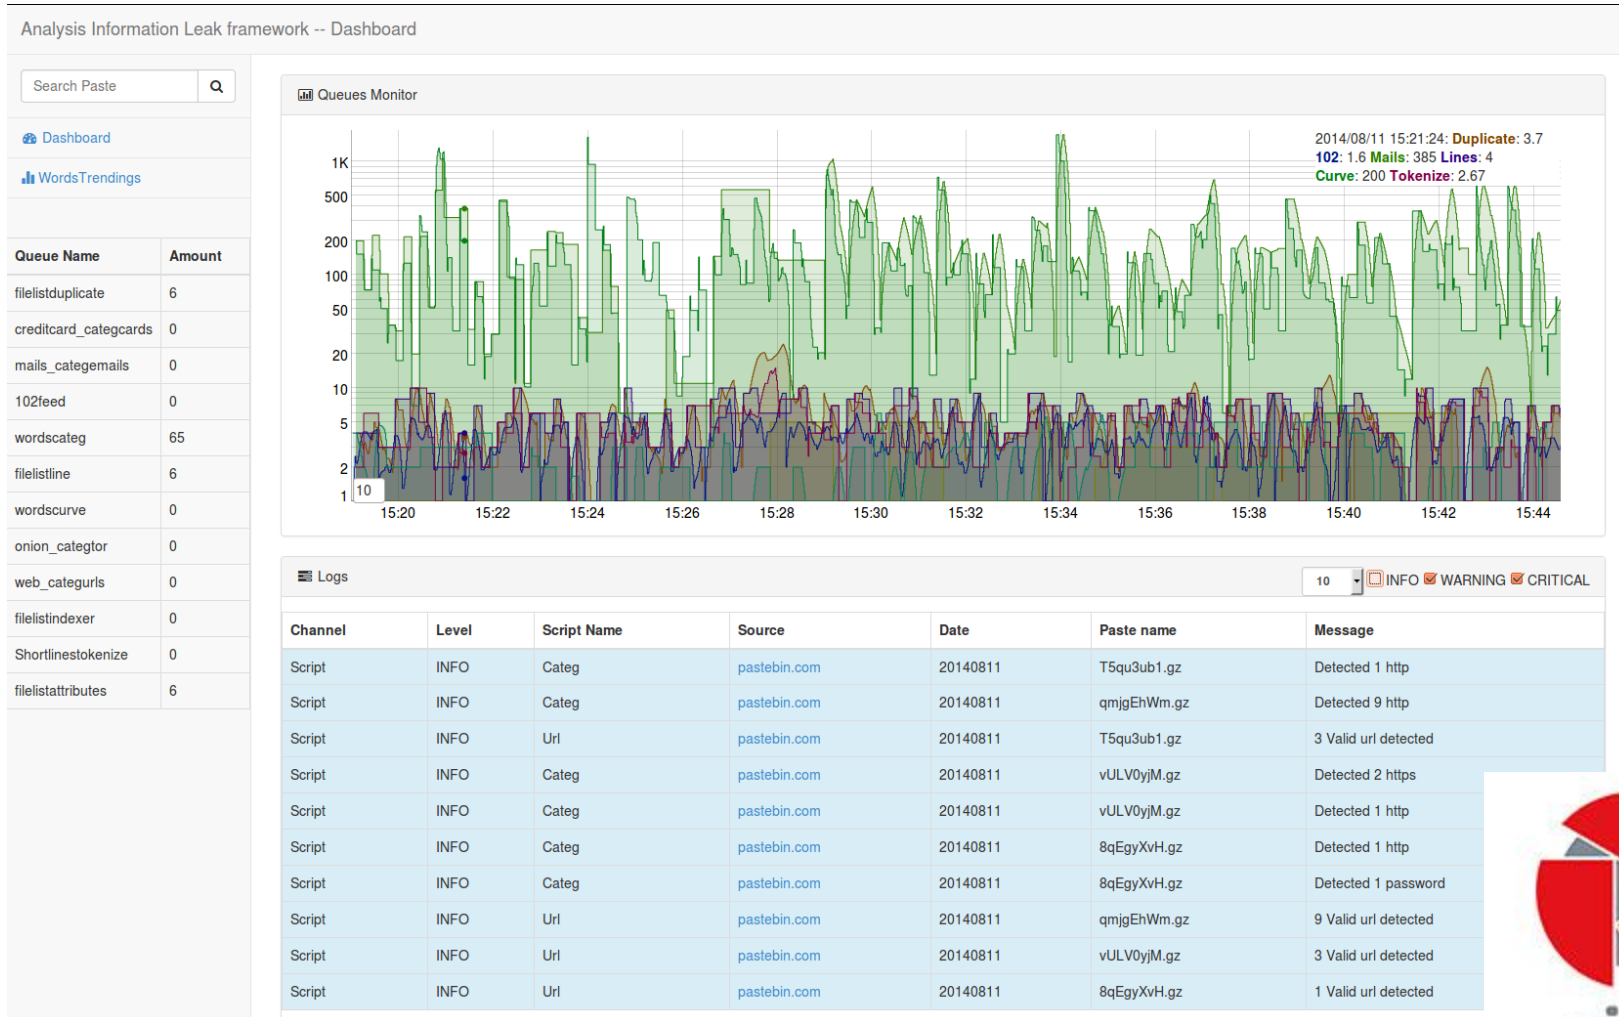 Analysis Information Leak framework -- Dashboard
Search Paste
Dashboard
WordsTrendings
Queue Name Amount
filelistduplicate 6
creditcard_categcards 0
mails_categemails 0
102feed 0
wordscateg 65
filelistline 6
wordscurve 0
onion_categtor 0
web_categurls 0
filelistindexer 0
Shortlinestokenize 0
filelistattributes 6
Queues Monitor
2014/08/11 15:21:24: Duplicate: 3.7
102: 1.6 Mails: 385 Lines: 4
Curve: 200 Tokenize: 2.67
1K
500
200
100
50
20
10
5
2
1
10
15:20 15:22 15:24 15:26 15:28 15:30 15:32 15:34 15:36 15:38 15:40 15:42 15:44
Logs
10 INFO WARNING CRITICAL
Channel Level Script Name Source Date Paste name Message
Script INFO Categ pastebin.com 20140811 T5qu3ub1.gz Detected 1 http
Script INFO Categ pastebin.com 20140811 qmjgEhWm.gz Detected 9 http
Script INFO Url pastebin.com 20140811 T5qu3ub1.gz 3 Valid url detected
Script INFO Categ pastebin.com 20140811 vULV0yjM.gz Detected 2 https
Script INFO Categ pastebin.com 20140811 vULV0yjM.gz Detected 1 http
Script INFO Categ pastebin.com 20140811 8qEgyXvH.gz Detected 1 http
Script INFO Categ pastebin.com 20140811 8qEgyXvH.gz Detected 1 password
Script INFO Url pastebin.com 20140811 qmjgEhWm.gz 9 Valid url detected
Script INFO Url pastebin.com 20140811 vULV0yjM.gz 3 Valid url detected
Script INFO Url pastebin.com 20140811 8qEgyXvH.gz 1 Valid url detected